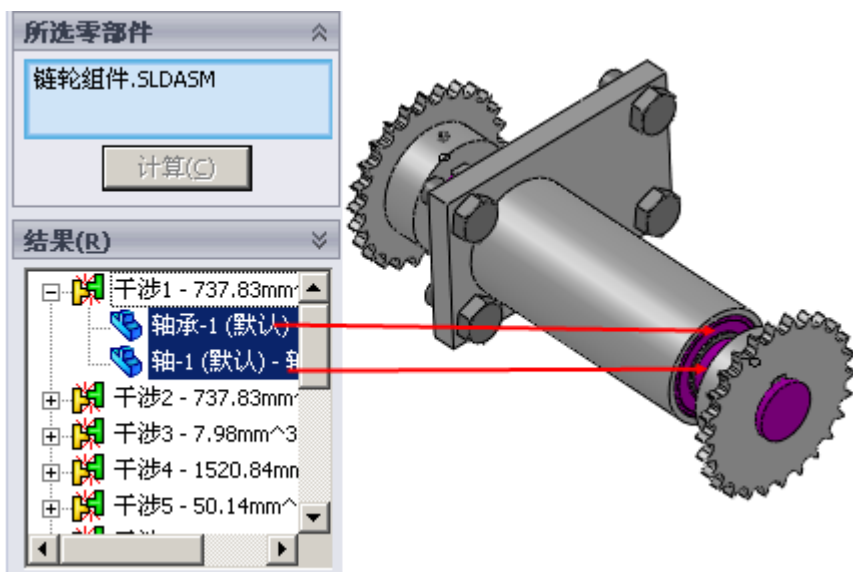 所选零部件
链轮组件.SLDASM
计算(C)
结果(R)
干涉1 - 737.83mm^
轴承-1 (默认)
轴-1 (默认) - 轴
干涉2 - 737.83mm^
干涉3 - 7.98mm^3
干涉4 - 1520.84mm
干涉5 - 50.14mm^